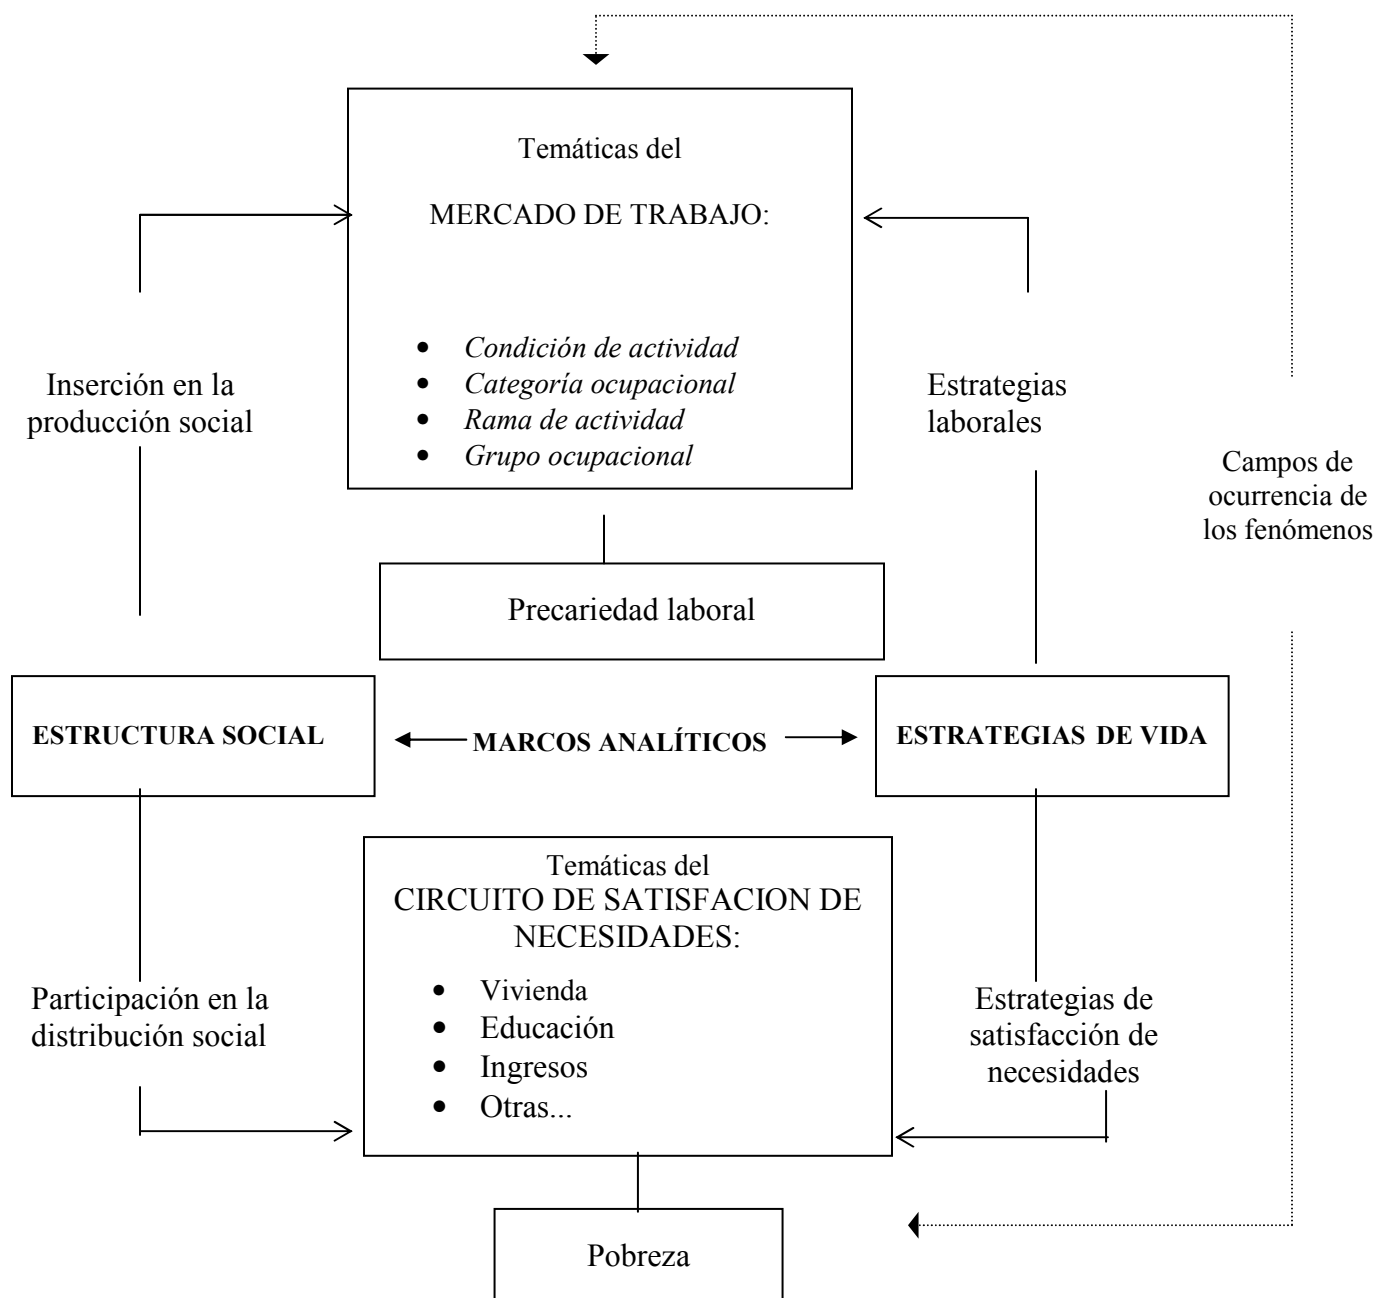 Temáticas del
MERCADO DE TRABAJO:
• Condición de actividad
• Categoría ocupacional
• Rama de actividad
• Grupo ocupacional
Inserción en la
producción social
Estrategias
laborales
Campos de
ocurrencia de
los fenómenos
Precariedad laboral
ESTRUCTURA SOCIAL
MARCOS ANALÍTICOS
ESTRATEGIAS DE VIDA
Temáticas del
CIRCUITO DE SATISFACION DE
NECESIDADES:
• Vivienda
• Educación
• Ingresos
• Otras...
Participación en la
distribución social
Estrategias de
satisfacción de
necesidades
Pobreza